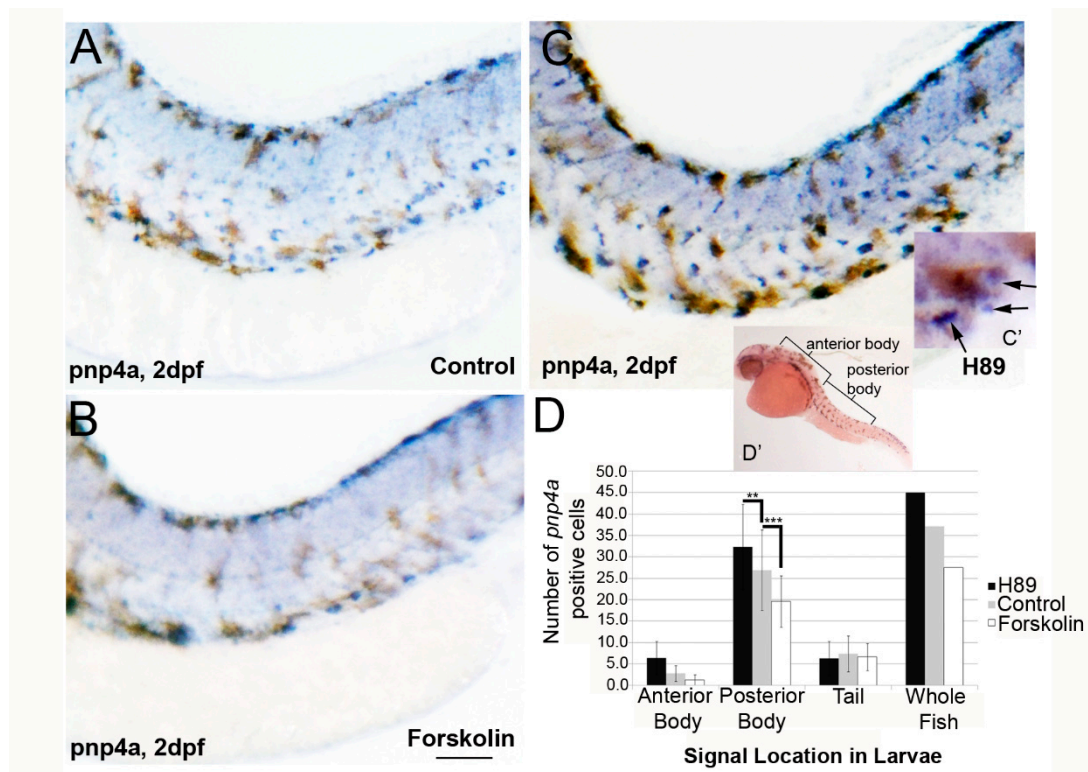 A
pnp4a, 2dpf
Control
B
pnp4a, 2dpf
Forskolin
C
pnp4a, 2dpf
C'
H89
D
anterior body
posterior
body
D'
Number of pnp4a
positive cells
50.0
45.0
40.0
35.0
30.0
25.0
20.0
15.0
10.0
5.0
0.0
**
***
H89
Control
Forskolin
Anterior
Body
Posterior
Body
Tail
Whole
Fish
Signal Location in Larvae